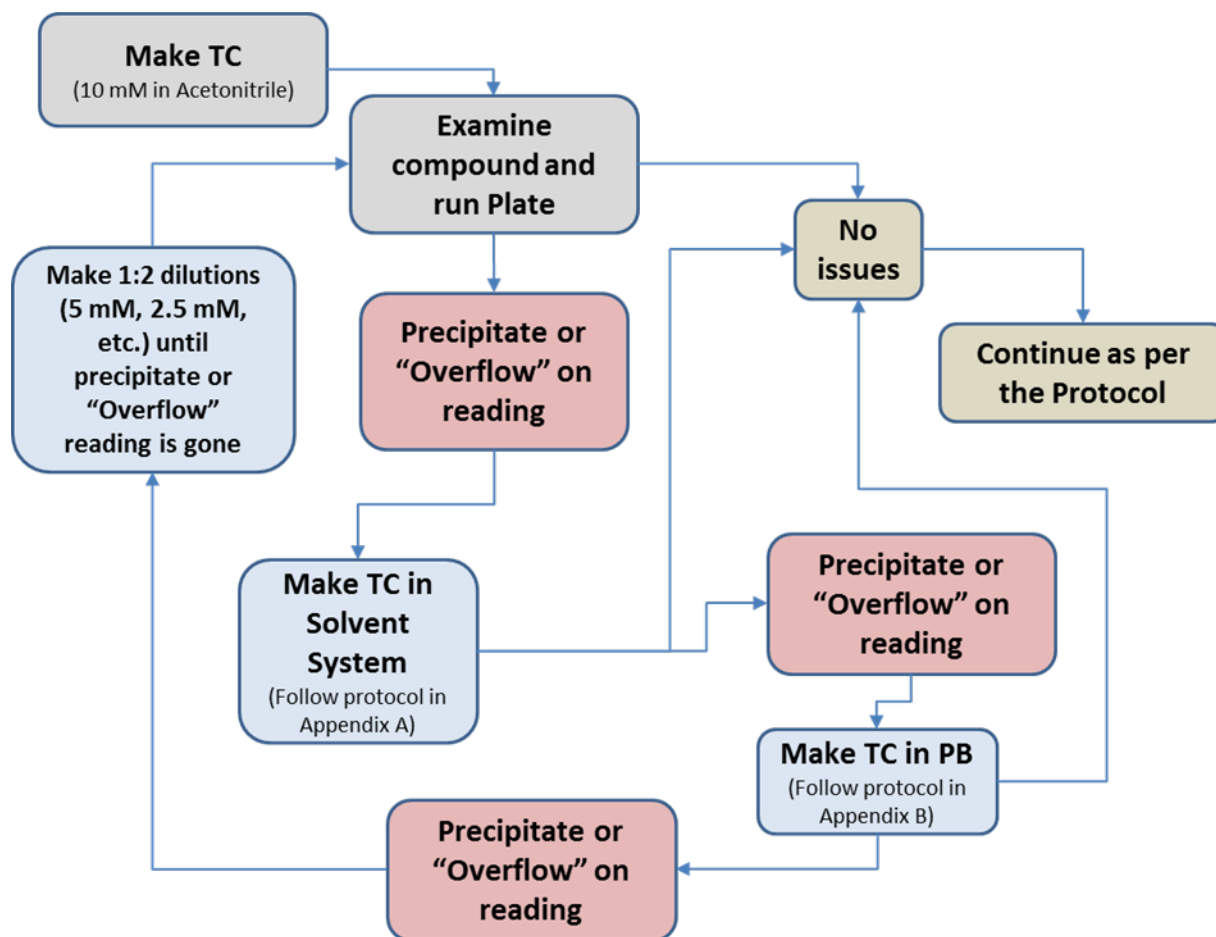 Make TC
(10 mM in Acetonitrile)
Examine
compound and
run Plate
No
issues
Make 1:2 dilutions
(5 mM, 2.5 mM,
etc.) until
precipitate or
“Overflow”
reading is gone
Precipitate or
“Overflow” on
reading
Continue as per
the Protocol
Make TC in
Solvent
System
(Follow protocol in
Appendix A)
Precipitate or
“Overflow” on
reading
Make TC in PB
(Follow protocol in
Appendix B)
Precipitate or
“Overflow” on
reading